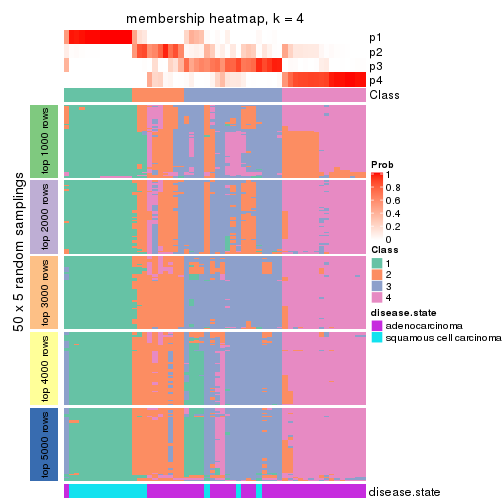 membership heatmap, k = 4
p1
p2
p3
p4
Class
50 x 5 random samplings
top 1000 rows
top 2000 rows
top 3000 rows
top 4000 rows
top 5000 rows
disease.state
Prob
1
0.8
0.6
0.4
0.2
0
Class
1
2
3
4
disease.state
adenocarcinoma
squamous cell carcinoma